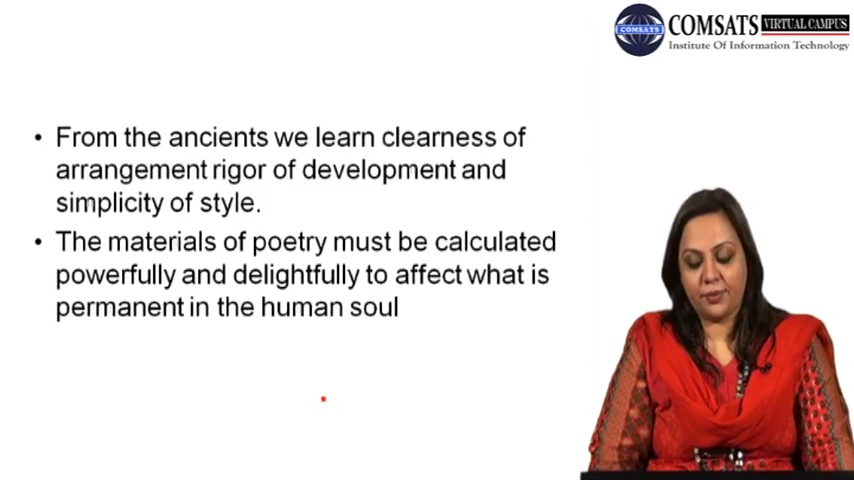 COMSATS VIRTUAL CAMPUS
COMSATS
Institute Of Information Technology
• From the ancients we learn clearness of
arrangement rigor of development and
simplicity of style.
• The materials of poetry must be calculated
powerfully and delightfully to affect what is
permanent in the human soul